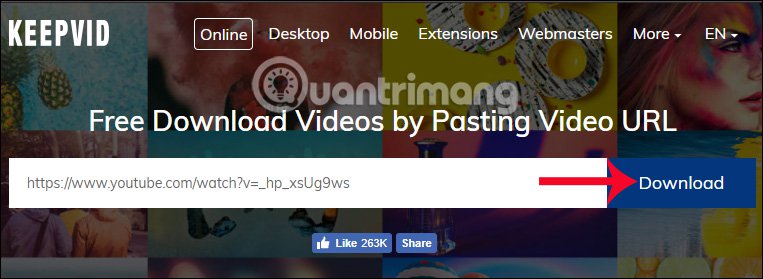 KEEPVID Online Desktop Mobile Extensions Webmasters More EN
Quantrimang
Free Download Videos by Pasting Video URL
https://www.youtube.com/watch?v=_hp_xsUg9ws Download
Like 263K Share